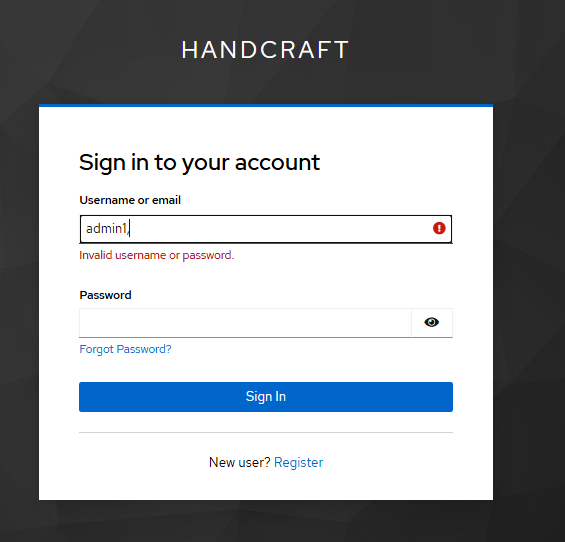 HANDCRAFT
Sign in to your account
Username or email
admin1,
Invalid username or password.
Password
Forgot Password?
Sign In
New user? Register